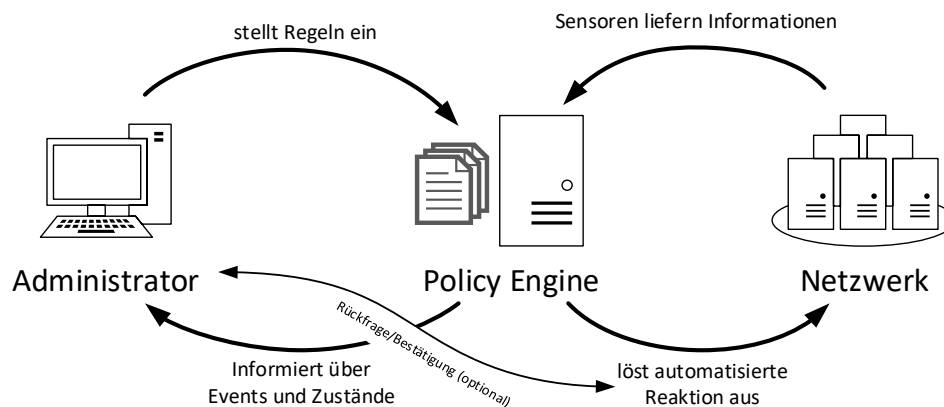 stellt Regeln ein
Sensoren liefern Informationen
Administrator
Policy Engine
Netzwerk
Rückfrage/Bestätigung (optional)
Informiert über
Events und Zustände
löst automatisierte
Reaktion aus